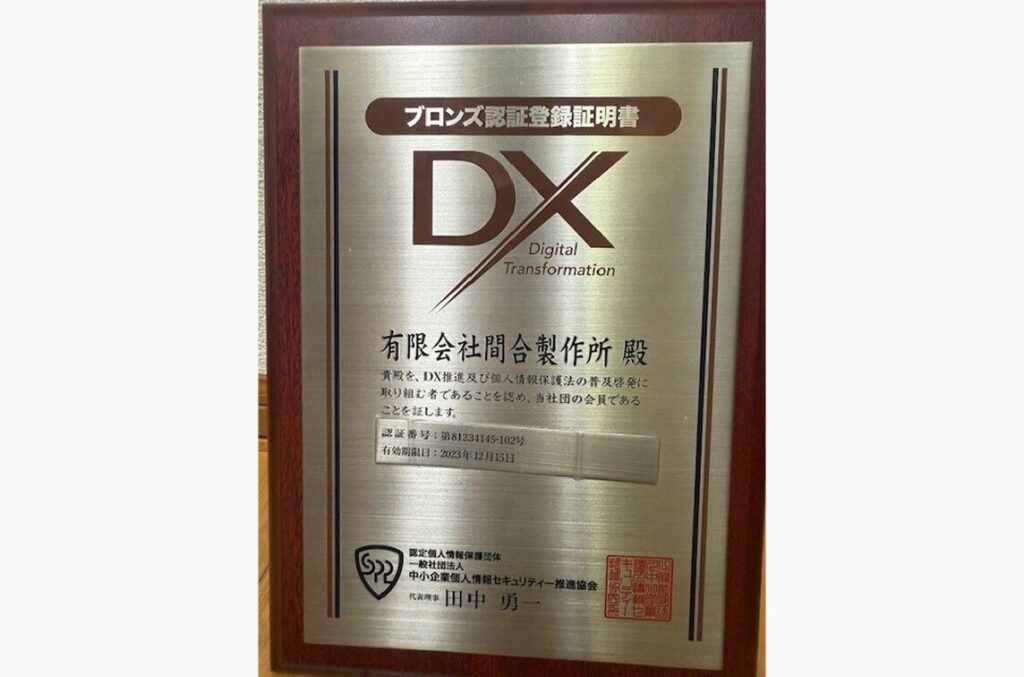 ブロンズ認証登録証明書
DX
Digital
Transformation
有限会社間合製作所 殿
貴殿を、DX推進及び個人情報保護法の普及啓発に
取り組む者であることを認め、当社団の会員である
ことを証します。
認証番号：第81234145-102号
有効期限日：2023年12月15日
認定個人情報保護団体
一般社団法人
中小企業個人情報セキュリティー推進協会
代表理事 田中 勇一